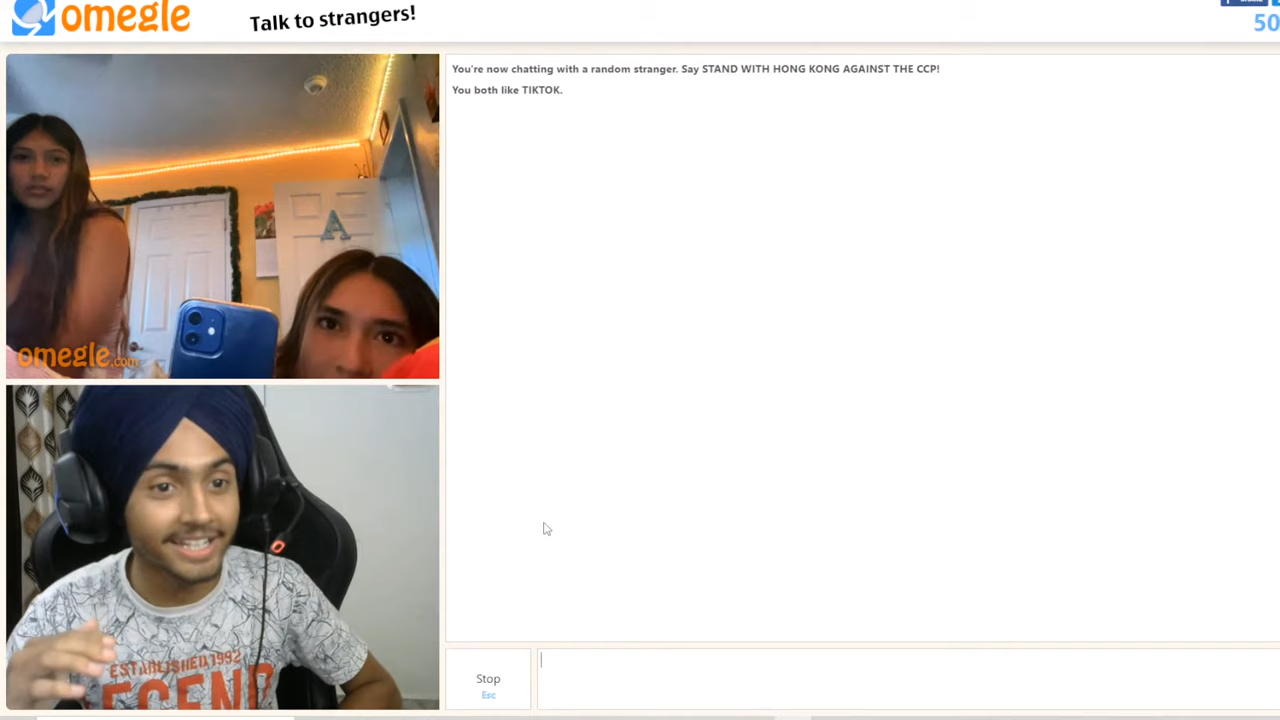 omegle
Talk to strangers!
50
You're now chatting with a random stranger. Say STAND WITH HONG KONG AGAINST THE CCP!
You both like TIKTOK.
A
omegle.com
ESTABLISHED 1992
LEGEND
Stop
Esc